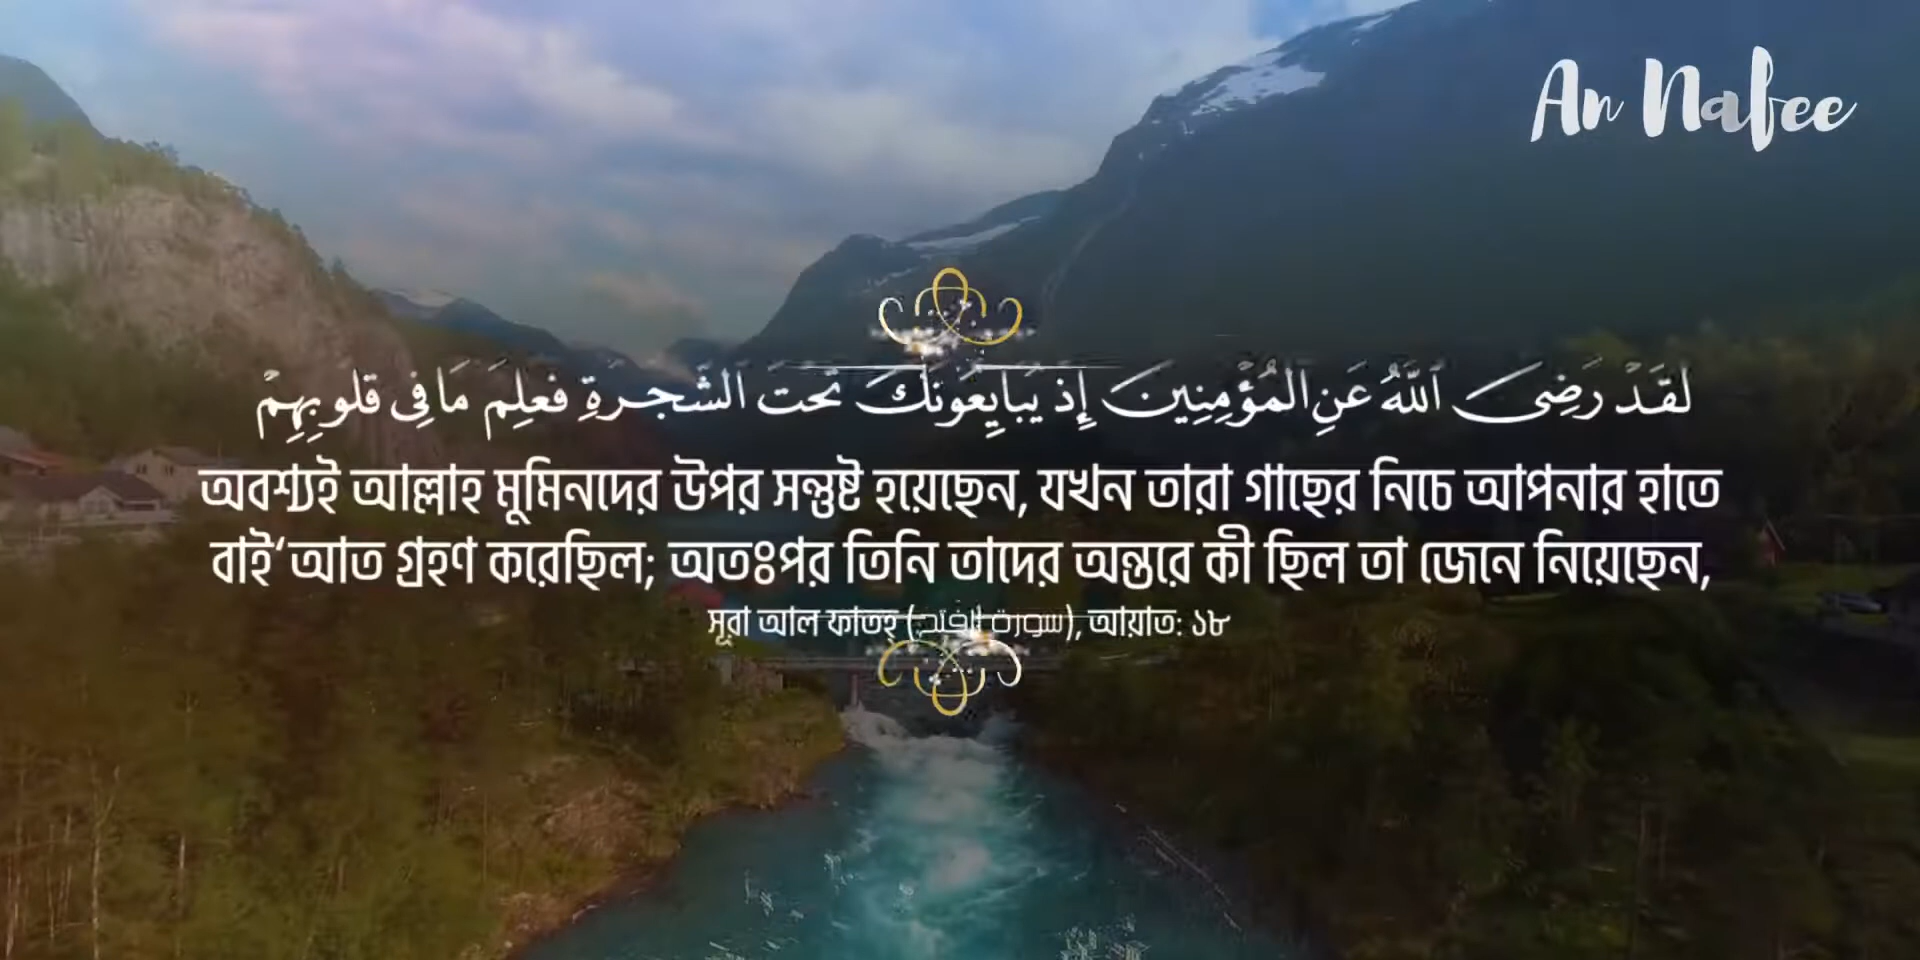 An Nafee
لَقَدْ رَضِىَ ٱللَّهُ عَنِ ٱلْمُؤْمِنِينَ إِذْ يُبَايِعُونَكَ تَحْتَ ٱلشَّجَرَةِ فَعَلِمَ مَا فِى قُلُوبِهِمْ
অবশ্যই আল্লাহ মুমিনদের উপর সন্তুষ্ট হয়েছেন, যখন তারা গাছের নিচে আপনার হাতে
বাই‘আত গ্রহণ করেছিল; অতঃপর তিনি তাদের অন্তরে কী ছিল তা জেনে নিয়েছেন,
সূরা আল ফাতহ্ (سورة الفتح), আয়াত: ১৮